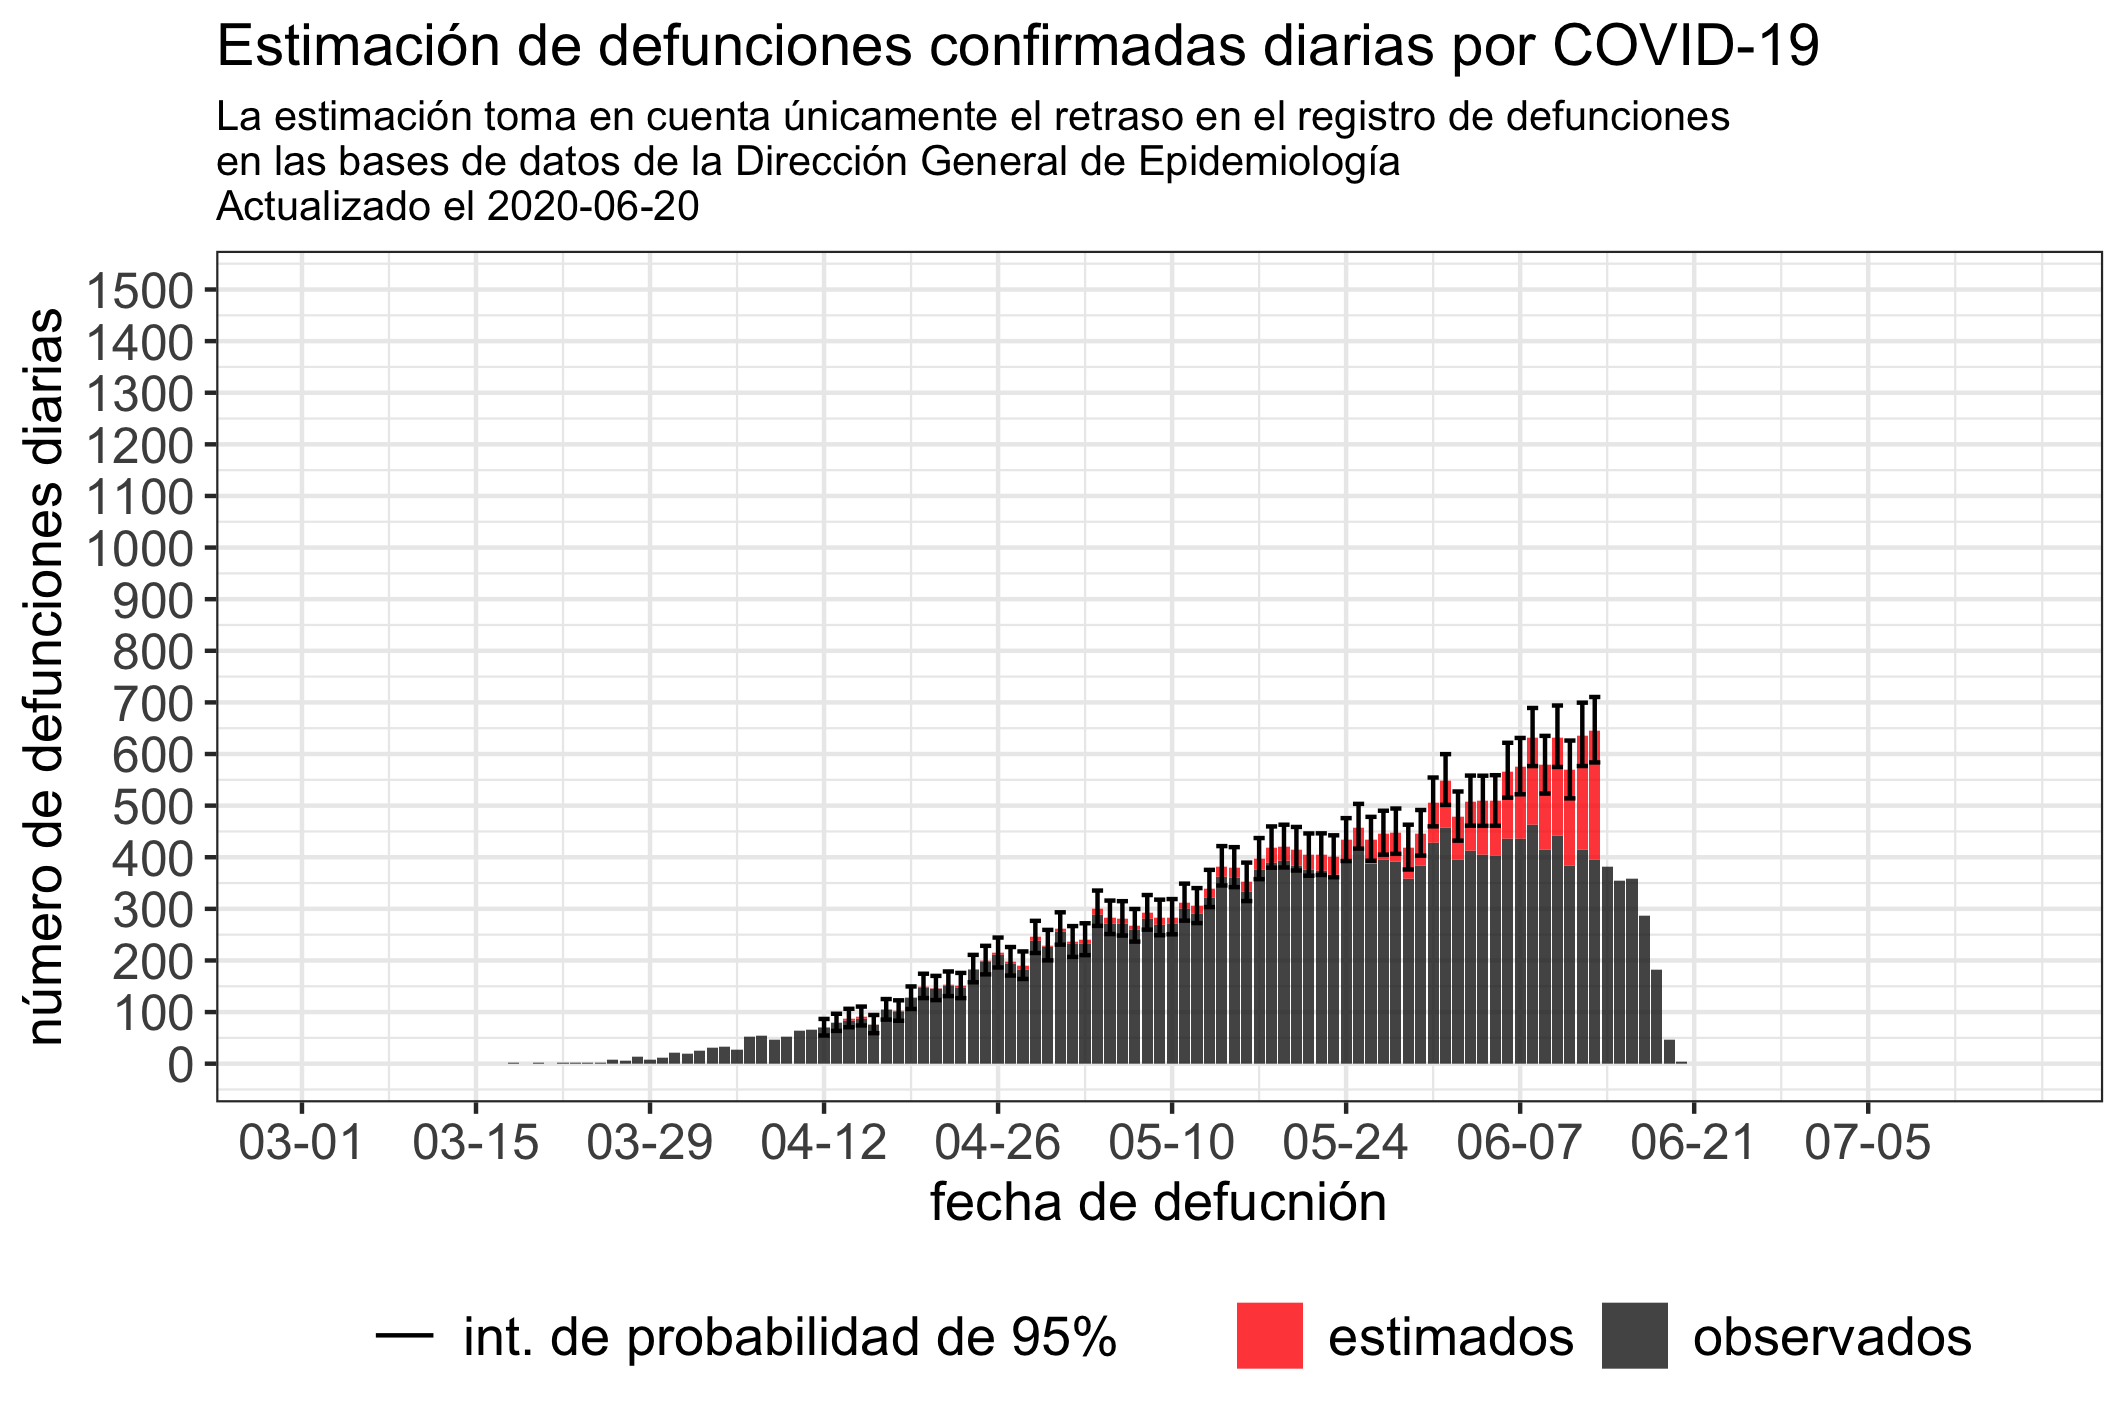 Estimación de defunciones confirmadas diarias por COVID-19
La estimación toma en cuenta únicamente el retraso en el registro de defunciones
en las bases de datos de la Dirección General de Epidemiología
Actualizado el 2020-06-20
número de defunciones diarias
1500
1400
1300
1200
1100
1000
900
800
700
600
500
400
300
200
100
0
03-01 03-15 03-29 04-12 04-26 05-10 05-24 06-07 06-21 07-05
fecha de defucnión
int. de probabilidad de 95% estimados observados